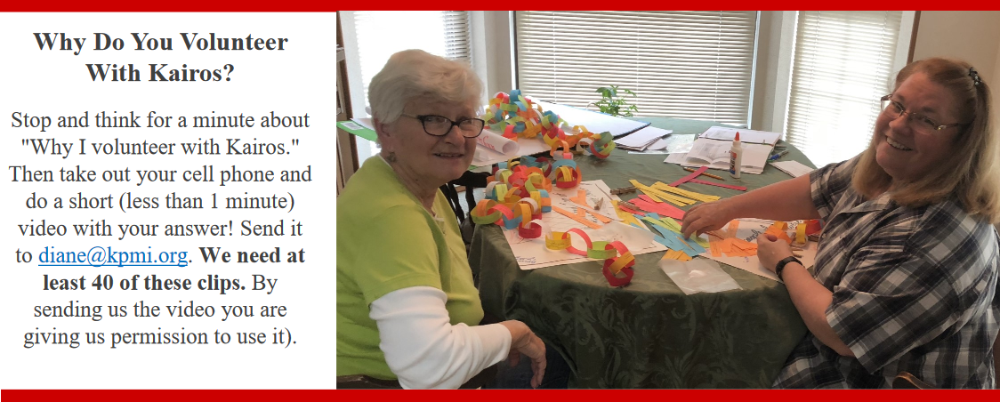 Why Do You Volunteer
With Kairos?
Stop and think for a minute about
"Why I volunteer with Kairos."
Then take out your cell phone and
do a short (less than 1 minute)
video with your answer! Send it
to diane@kpmi.org. We need at
least 40 of these clips. By
sending us the video you are
giving us permission to use it).